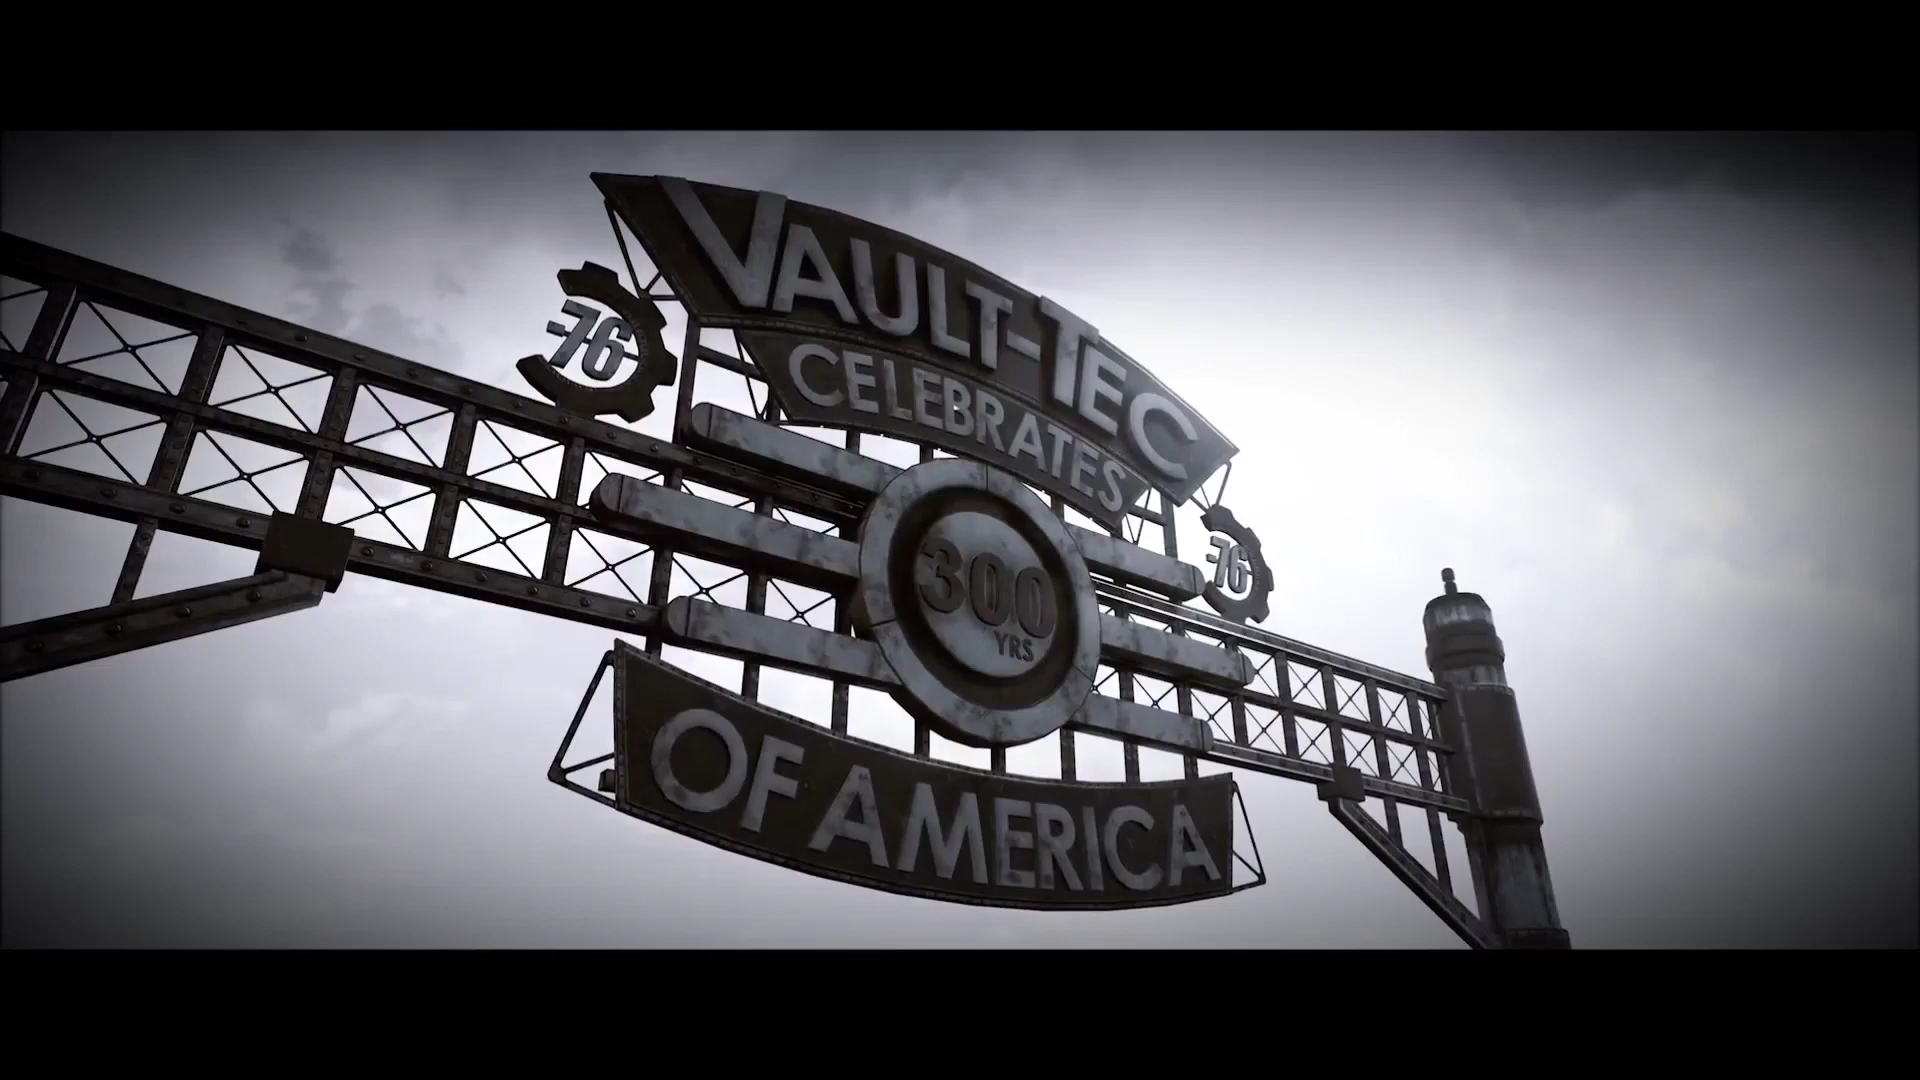 VAULT-TEC
CELEBRATES
76
76
300
YRS
OF AMERICA